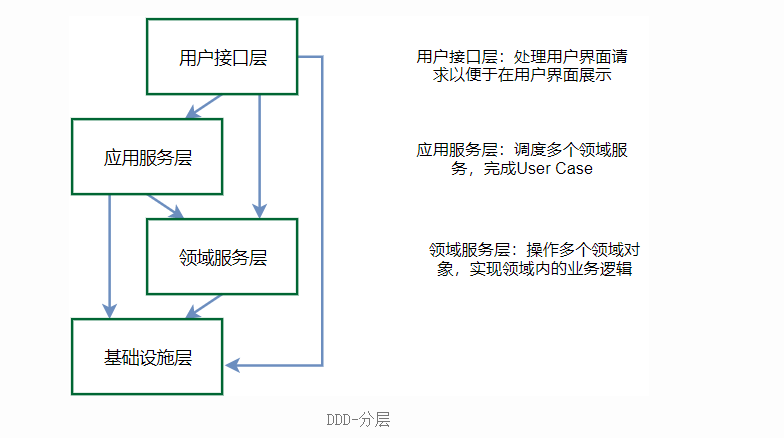 用户接口层
用户接口层：处理用户界面请
求以便于在用户界面展示
应用服务层
应用服务层：调度多个领域服
务，完成User Case
领域服务层
领域服务层：操作多个领域对
象，实现领域内的业务逻辑
基础设施层
DDD-分层